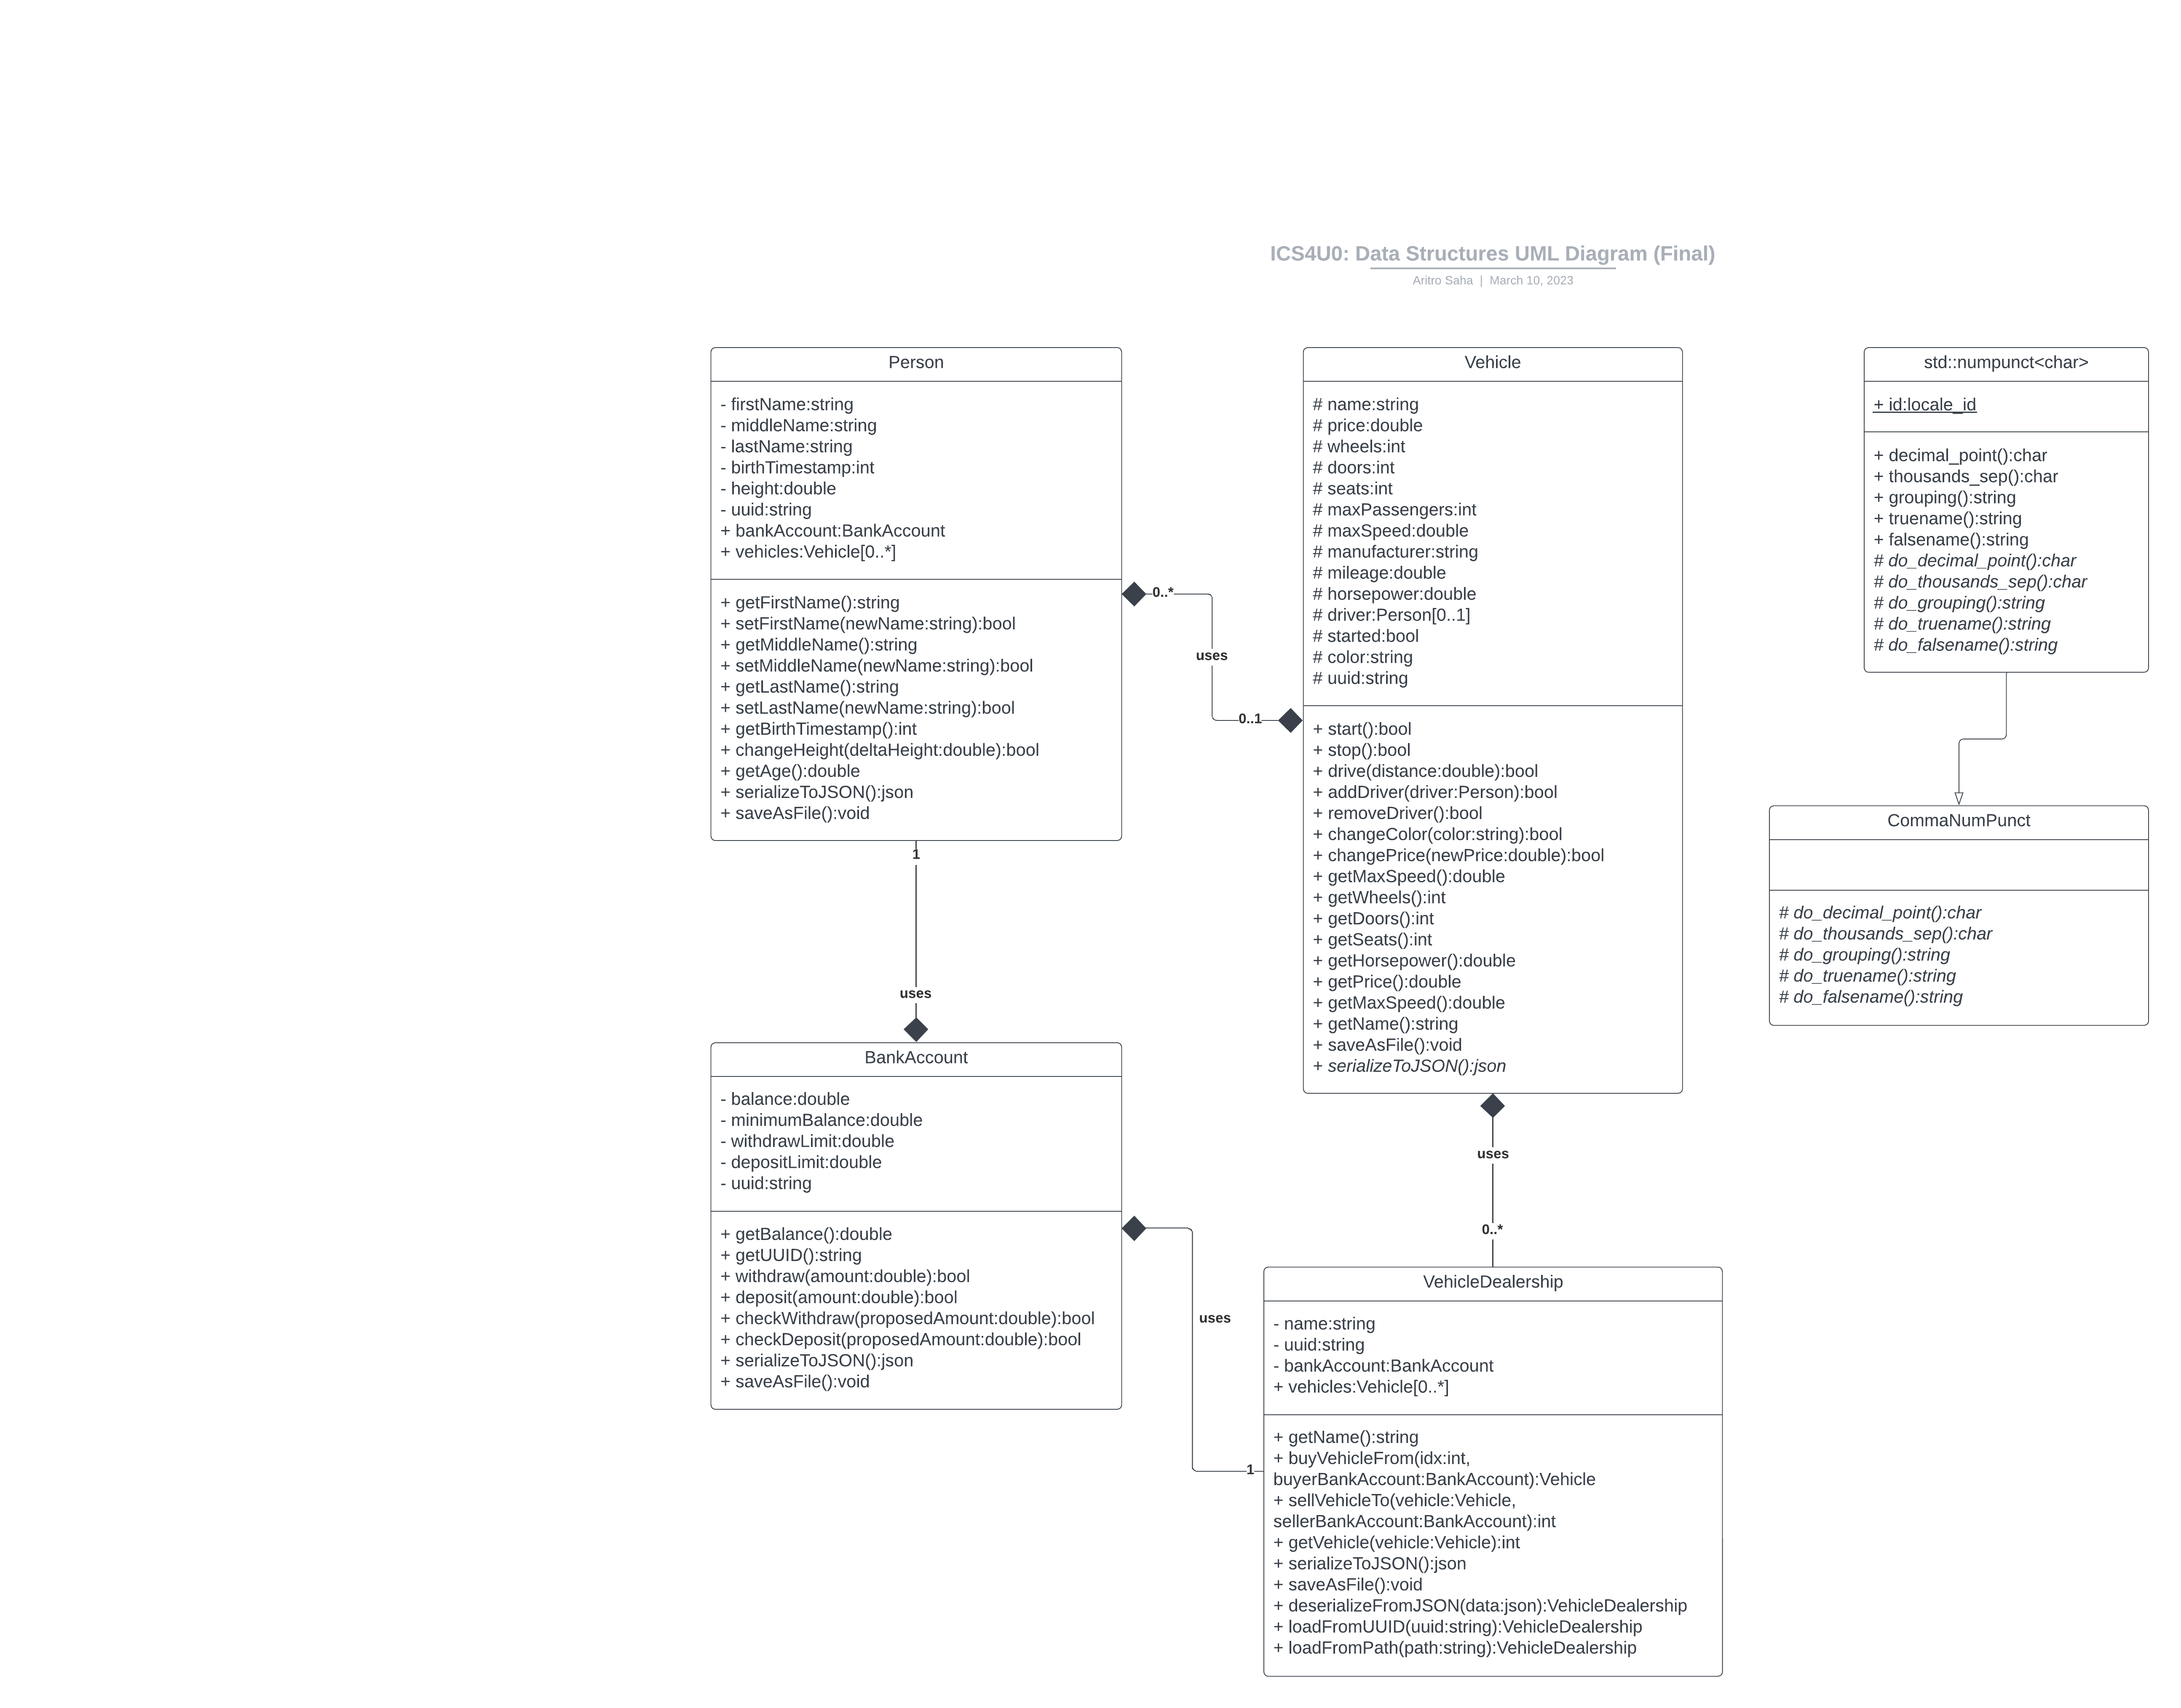 ICS4U0: Data Structures UML Diagram (Final)
Aritro Saha | March 10, 2023
Person
- firstName:string
- middleName:string
- lastName:string
- birthTimestamp:int
- height:double
- uuid:string
+ bankAccount:BankAccount
+ vehicles:Vehicle[0..*]
+ getFirstName():string
+ setFirstName(newName:string):bool
+ getMiddleName():string
+ setMiddleName(newName:string):bool
+ getLastName():string
+ setLastName(newName:string):bool
+ getBirthTimestamp():int
+ changeHeight(deltaHeight:double):bool
+ getAge():double
+ serializeToJSON():json
+ saveAsFile():void
0..*
uses
0..1
Vehicle
# name:string
# price:double
# wheels:int
# doors:int
# seats:int
# maxPassengers:int
# maxSpeed:double
# manufacturer:string
# mileage:double
# horsepower:double
# driver:Person[0..1]
# started:bool
# color:string
# uuid:string
+ start():bool
+ stop():bool
+ drive(distance:double):bool
+ addDriver(driver:Person):bool
+ removeDriver():bool
+ changeColor(color:string):bool
+ changePrice(newPrice:double):bool
+ getMaxSpeed():double
+ getWheels():int
+ getDoors():int
+ getSeats():int
+ getHorsepower():double
+ getPrice():double
+ getMaxSpeed():double
+ getName():string
+ saveAsFile():void
+ serializeToJSON():json
std::numpunct<char>
+ id:locale_id
+ decimal_point():char
+ thousands_sep():char
+ grouping():string
+ truename():string
+ falsename():string
# do_decimal_point():char
# do_thousands_sep():char
# do_grouping():string
# do_truename():string
# do_falsename():string
CommaNumPunct
# do_decimal_point():char
# do_thousands_sep():char
# do_grouping():string
# do_truename():string
# do_falsename():string
1
uses
BankAccount
- balance:double
- minimumBalance:double
- withdrawLimit:double
- depositLimit:double
- uuid:string
+ getBalance():double
+ getUUID():string
+ withdraw(amount:double):bool
+ deposit(amount:double):bool
+ checkWithdraw(proposedAmount:double):bool
+ checkDeposit(proposedAmount:double):bool
+ serializeToJSON():json
+ saveAsFile():void
uses
1
uses
0..*
VehicleDealership
- name:string
- uuid:string
- bankAccount:BankAccount
+ vehicles:Vehicle[0..*]
+ getName():string
+ buyVehicleFrom(idx:int,
buyerBankAccount:BankAccount):Vehicle
+ sellVehicleTo(vehicle:Vehicle,
sellerBankAccount:BankAccount):int
+ getVehicle(vehicle:Vehicle):int
+ serializeToJSON():json
+ saveAsFile():void
+ deserializeFromJSON(data:json):VehicleDealership
+ loadFromUUID(uuid:string):VehicleDealership
+ loadFromPath(path:string):VehicleDealership